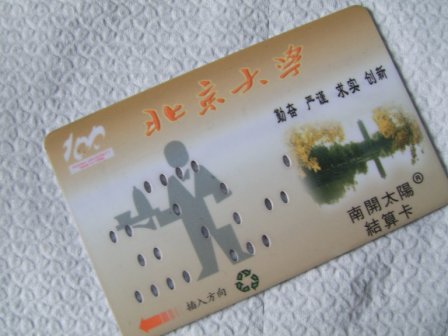 北京大学
勤奋 严谨 求实 创新
100
南開太陽®
結算卡
插入方向